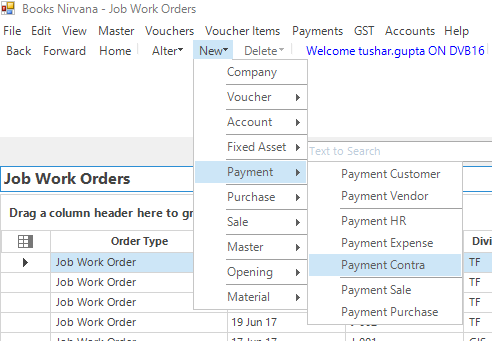 Books Nirvana - Job Work Orders
File Edit View Master Vouchers Voucher Items Payments GST Accounts Help
Back Forward Home Alter New Delete Welcome tushar.gupta ON DVB16
Company
Voucher
Account
Fixed Asset
Text to Search
Payment
Payment Customer
Job Work Orders
Purchase
Payment Vendor
Drag a column header here to gr
Sale
Payment HR
Order Type
Master
Payment Expense
Divi
Job Work Order
Opening
Payment Contra
TF
Job Work Order
Material
Payment Sale
TF
Job Work Order
Payment Purchase
TF
Job Work Order
19 Jun 17
TF